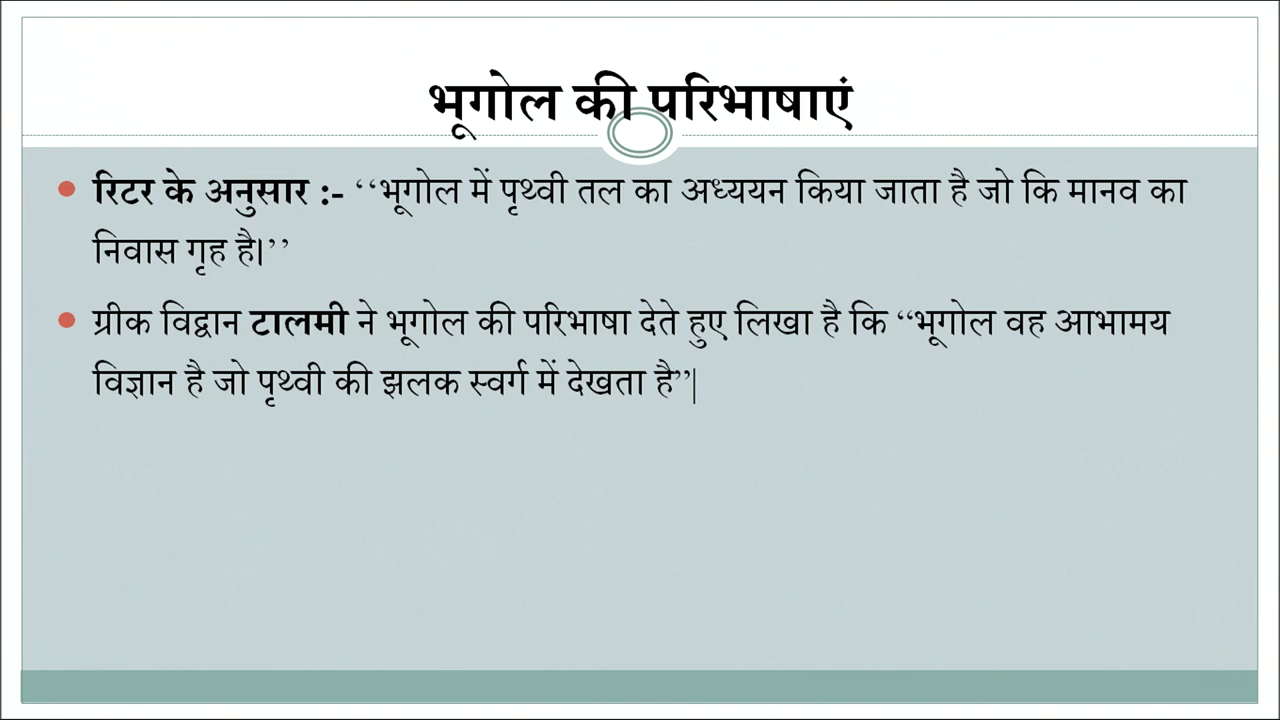 भूगोल की परिभाषाएं
रिटर के अनुसार :- ‘‘भूगोल में पृथ्वी तल का अध्ययन किया जाता है जो कि मानव का
निवास गृह है।’’
ग्रीक विद्वान टालमी ने भूगोल की परिभाषा देते हुए लिखा है कि “भूगोल वह आभामय
विज्ञान है जो पृथ्वी की झलक स्वर्ग में देखता है”|